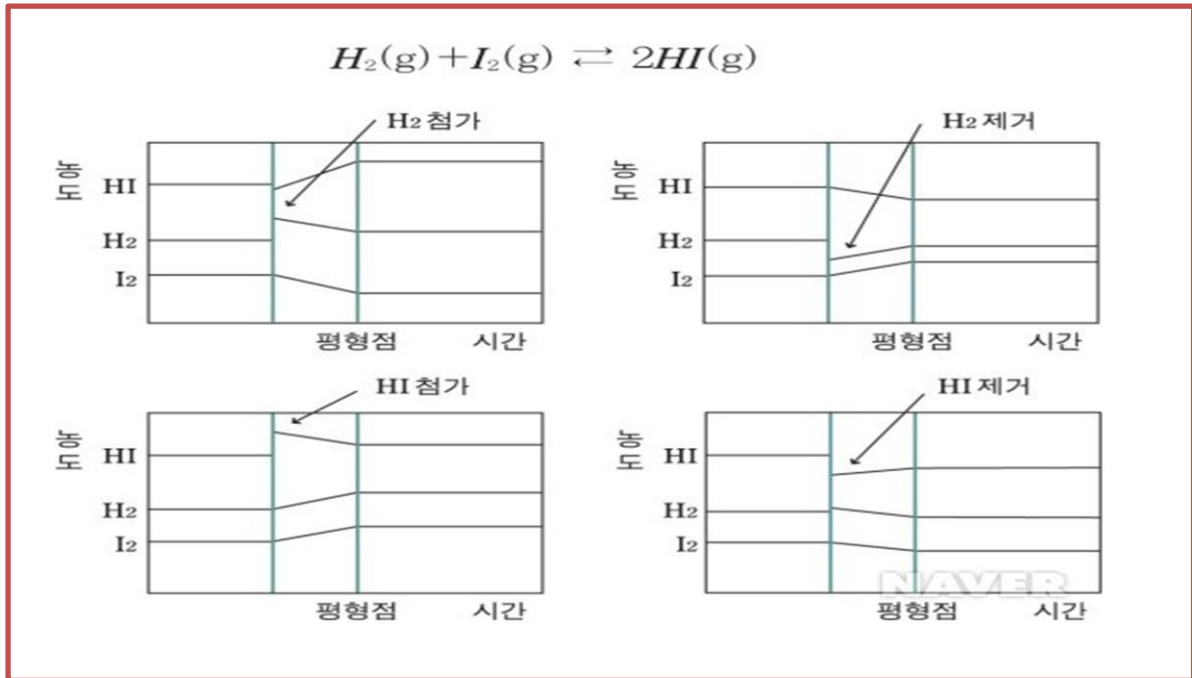 H₂(g)+I₂(g) ⇄ 2HI(g)
H₂ 첨가
농도
HI
H₂
I₂
평형점 시간
H₂ 제거
농도
HI
H₂
I₂
평형점 시간
HI 첨가
농도
HI
H₂
I₂
평형점 시간
HI 제거
농도
HI
H₂
I₂
NAVER
평형점 시간